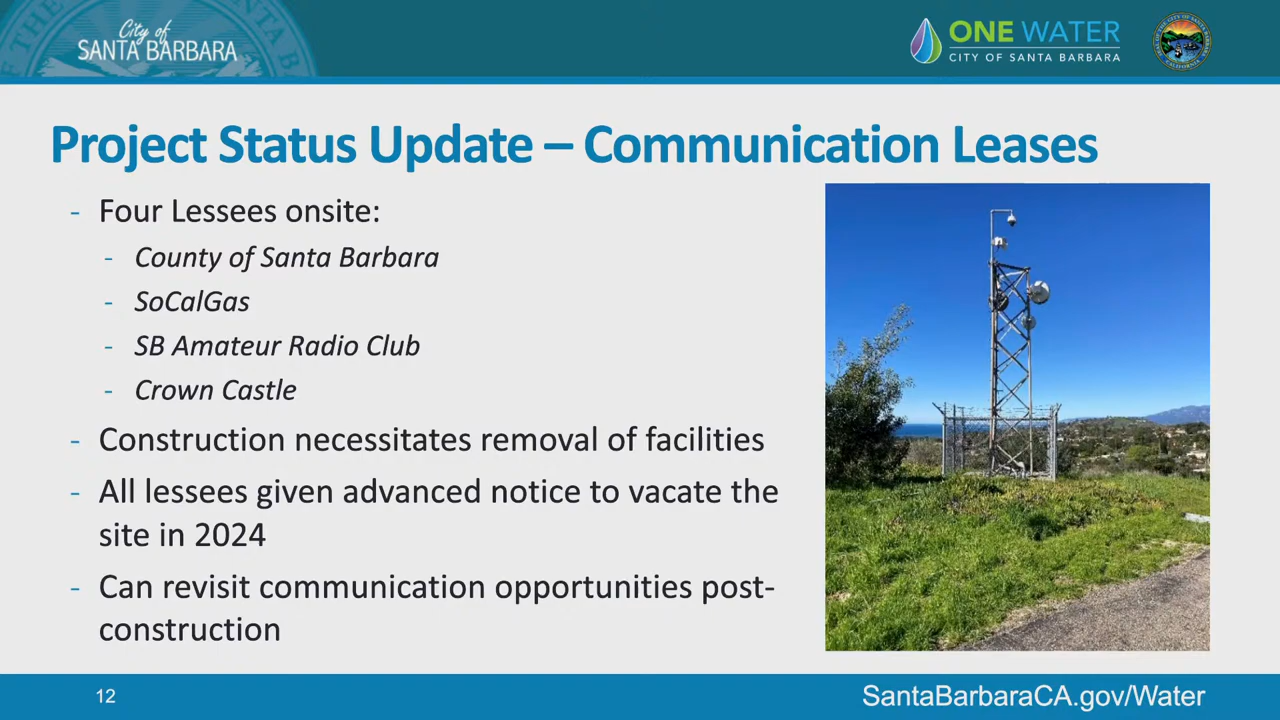 City of
SANTA BARBARA
ONE WATER
CITY OF SANTA BARBARA
Project Status Update – Communication Leases
- Four Lessees onsite:
- County of Santa Barbara
- SoCalGas
- SB Amateur Radio Club
- Crown Castle
- Construction necessitates removal of facilities
- All lessees given advanced notice to vacate the
site in 2024
- Can revisit communication opportunities post-
construction
12
SantaBarbaraCA.gov/Water